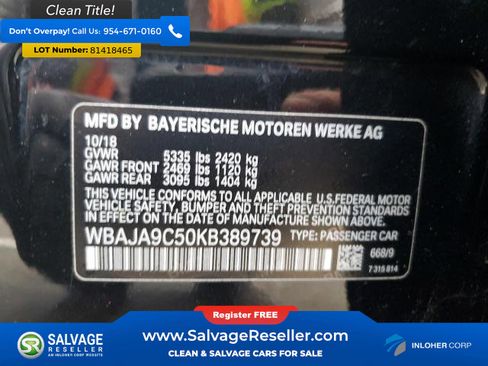 Clean Title!
Don't Overpay! Call Us: 954-671-0160
LOT Number: 81418465
MFD BY BAYERISCHE MOTOREN WERKE AG
10/18
GVWR 5335 lbs 2420 kg
GAWR FRONT 2469 lbs 1120 kg
GAWR REAR 3095 lbs 1404 kg
THIS VEHICLE CONFORMS TO ALL APPLICABLE U.S.FEDERAL MOTOR
VEHICLE SAFETY, BUMPER, AND THEFT PREVENTION STANDARDS
IN EFFECT ON THE DATE OF MANUFACTURE SHOWN ABOVE.
WBAJA9C50KB389739 TYPE: PASSENGER CAR
668/9
7 315 814
Register FREE!
SALVAGE RESELLER
AN INLOHER CORP WEBSITE
www.SalvageReseller.com
CLEAN & SALVAGE CARS FOR SALE
INLOHER CORP